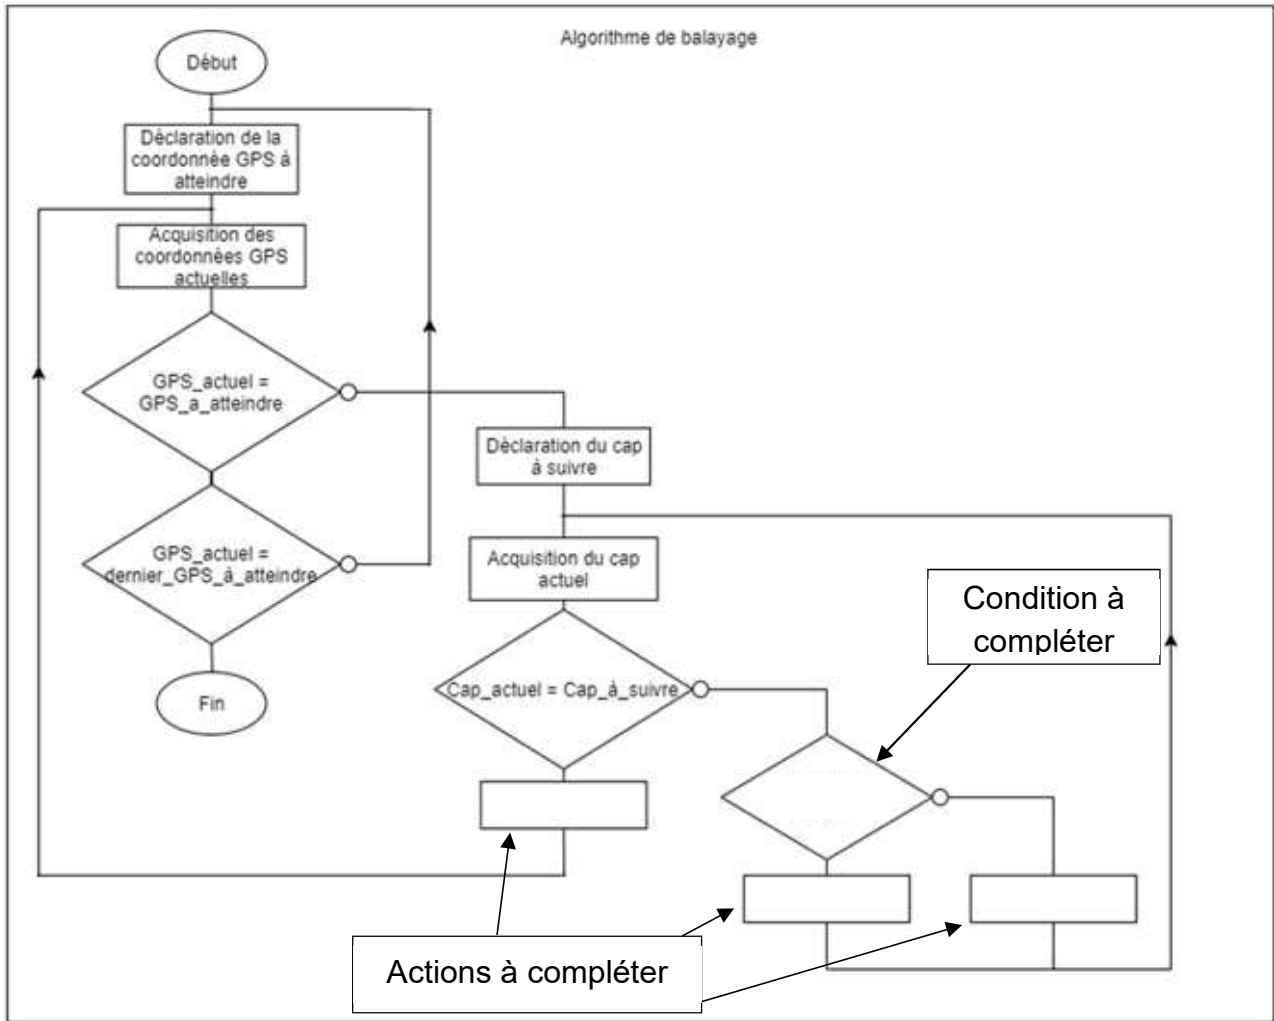 Algorithme de balayage
Début
Déclaration de la
coordonnée GPS à
atteindre
Acquisition des
coordonnées GPS
actuelles
GPS_actuel =
GPS_a_atteindre
GPS_actuel =
dernier_GPS_à_atteindre
Fin
Déclaration du cap
à suivre
Acquisition du cap
actuel
Cap_actuel = Cap_à_suivre
Condition à
compléter
Actions à compléter